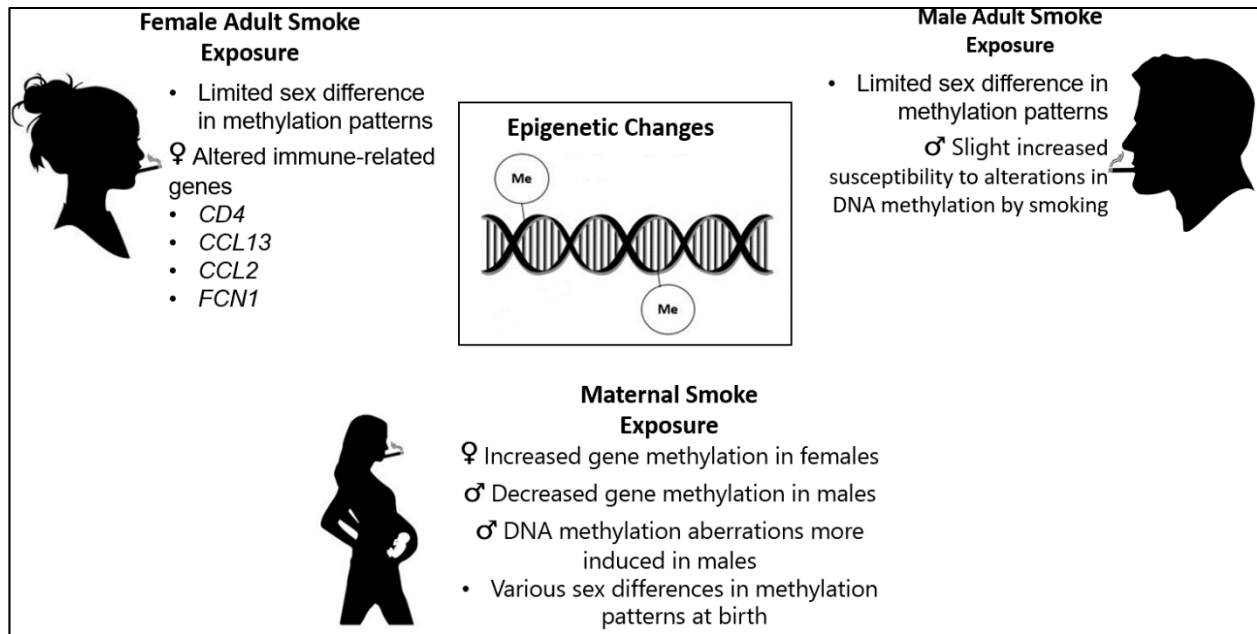 Female Adult Smoke
Exposure
• Limited sex difference
in methylation patterns
♀ Altered immune-related
genes
• CD4
• CCL13
• CCL2
• FCN1
Epigenetic Changes
Me
Me
Male Adult Smoke
Exposure
• Limited sex difference in
methylation patterns
♂ Slight increased
susceptibility to alterations in
DNA methylation by smoking
Maternal Smoke
Exposure
♀ Increased gene methylation in females
♂ Decreased gene methylation in males
♂ DNA methylation aberrations more
induced in males
• Various sex differences in methylation
patterns at birth